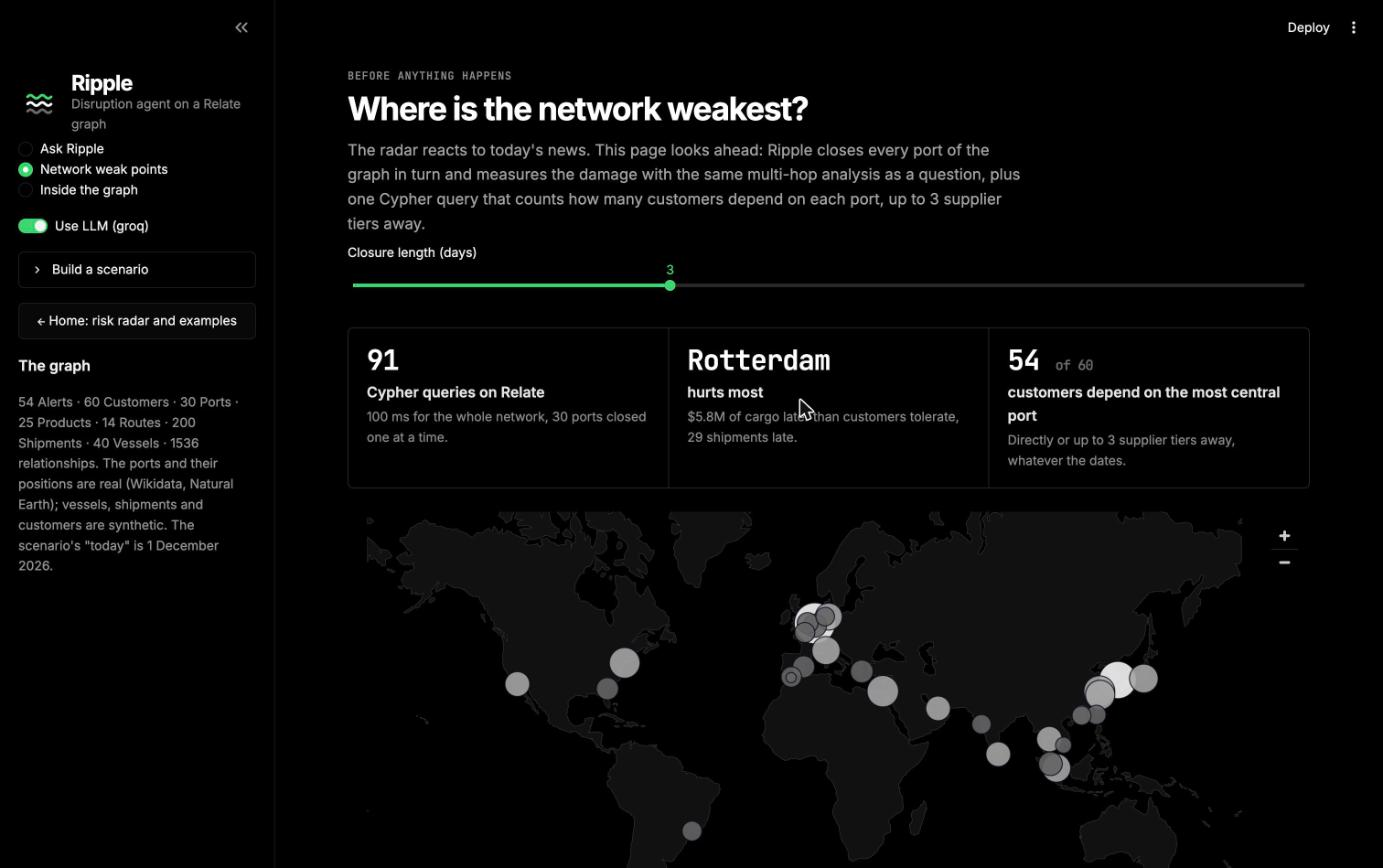 Deploy
Ripple
Disruption agent on a Relate
graph
Ask Ripple
Network weak points
Inside the graph
Use LLM (groq)
Build a scenario
← Home: risk radar and examples
The graph
54 Alerts · 60 Customers · 30 Ports ·
25 Products · 14 Routes · 200
Shipments · 40 Vessels · 1536
relationships. The ports and their
positions are real (Wikidata, Natural
Earth); vessels, shipments and
customers are synthetic. The
scenario's "today" is 1 December
2026.
BEFORE ANYTHING HAPPENS
Where is the network weakest?
The radar reacts to today's news. This page looks ahead: Ripple closes every port of the
graph in turn and measures the damage with the same multi-hop analysis as a question, plus
one Cypher query that counts how many customers depend on each port, up to 3 supplier
tiers away.
Closure length (days)
3
91
Cypher queries on Relate
100 ms for the whole network, 30 ports closed
one at a time.
Rotterdam
hurts most
$5.8M of cargo later than customers tolerate,
29 shipments late.
54 of 60
customers depend on the most central
port
Directly or up to 3 supplier tiers away,
whatever the dates.
+
−